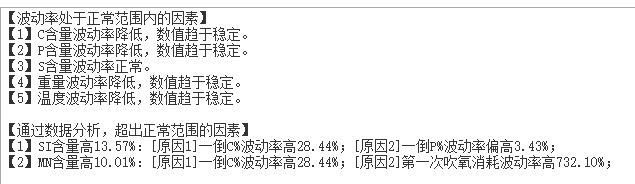 【波动率处于正常范围内的因素】
【1】C含量波动率降低，数值趋于稳定。
【2】P含量波动率降低，数值趋于稳定。
【3】S含量波动率正常。
【4】重量波动率降低，数值趋于稳定。
【5】温度波动率降低，数值趋于稳定。
【通过数据分析，超出正常范围的因素】
【1】SI含量高13.57%：[原因1]一倒C%波动率高28.44%；[原因2]一倒P%波动率偏高3.43%；
【2】MN含量高10.01%：[原因1]一倒C%波动率高28.44%；[原因2]第一次吹氧消耗波动率高732.10%；